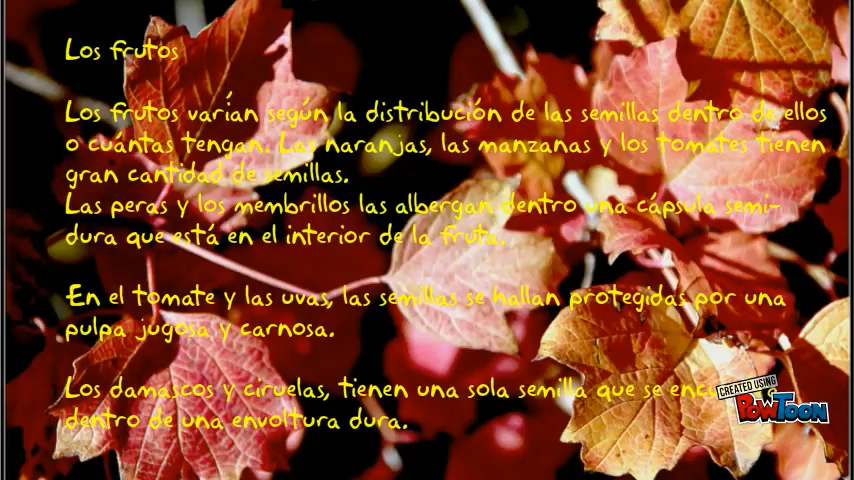 Los frutos
Los frutos varían según la distribución de las semillas dentro de ellos
o cuántas tengan. Las naranjas, las manzanas y los tomates tienen
gran cantidad de semillas.
Las peras y los membrillos las albergan dentro una cápsula semi-
dura que está en el interior de la fruta.
En el tomate y las uvas, las semillas se hallan protegidas por una
pulpa jugosa y carnosa.
Los damascos y ciruelas, tienen una sola semilla que se
dentro de una envoltura dura.
CREATED USING
POWTOON